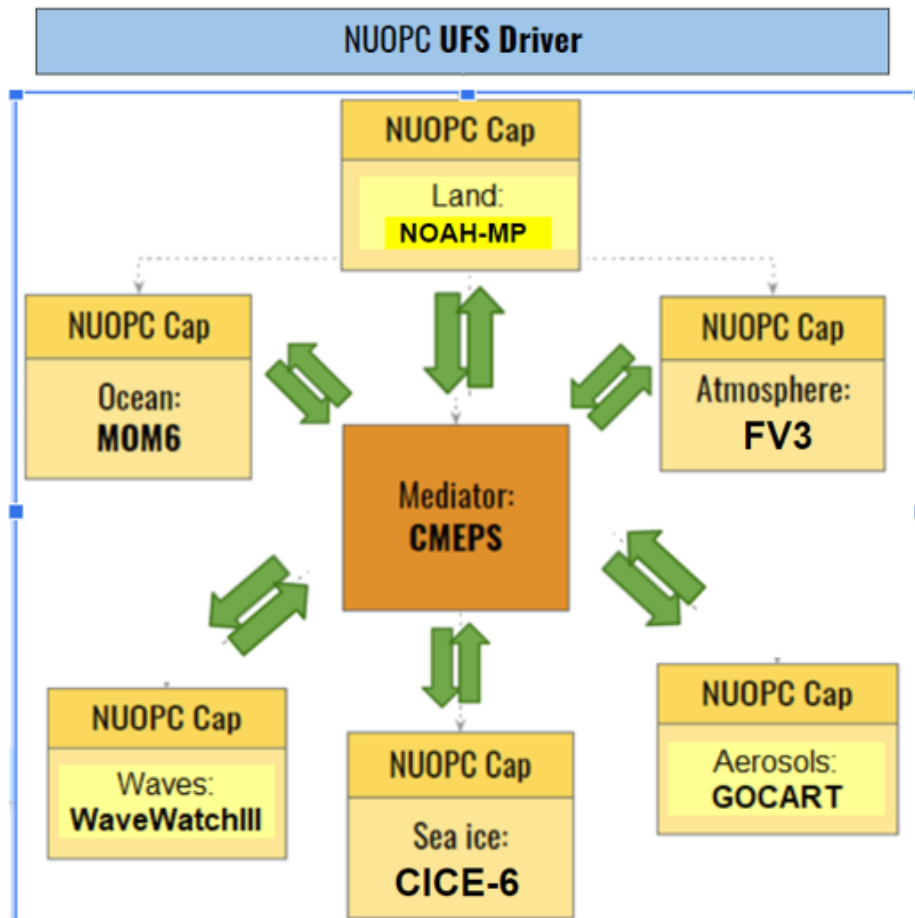 NUOPC UFS Driver
NUOPC Cap
Land:
NOAH-MP
NUOPC Cap
Ocean:
MOM6
NUOPC Cap
Atmosphere:
FV3
Mediator:
CMEPS
NUOPC Cap
Waves:
WaveWatchIII
NUOPC Cap
Sea ice:
CICE-6
NUOPC Cap
Aerosols:
GOCART